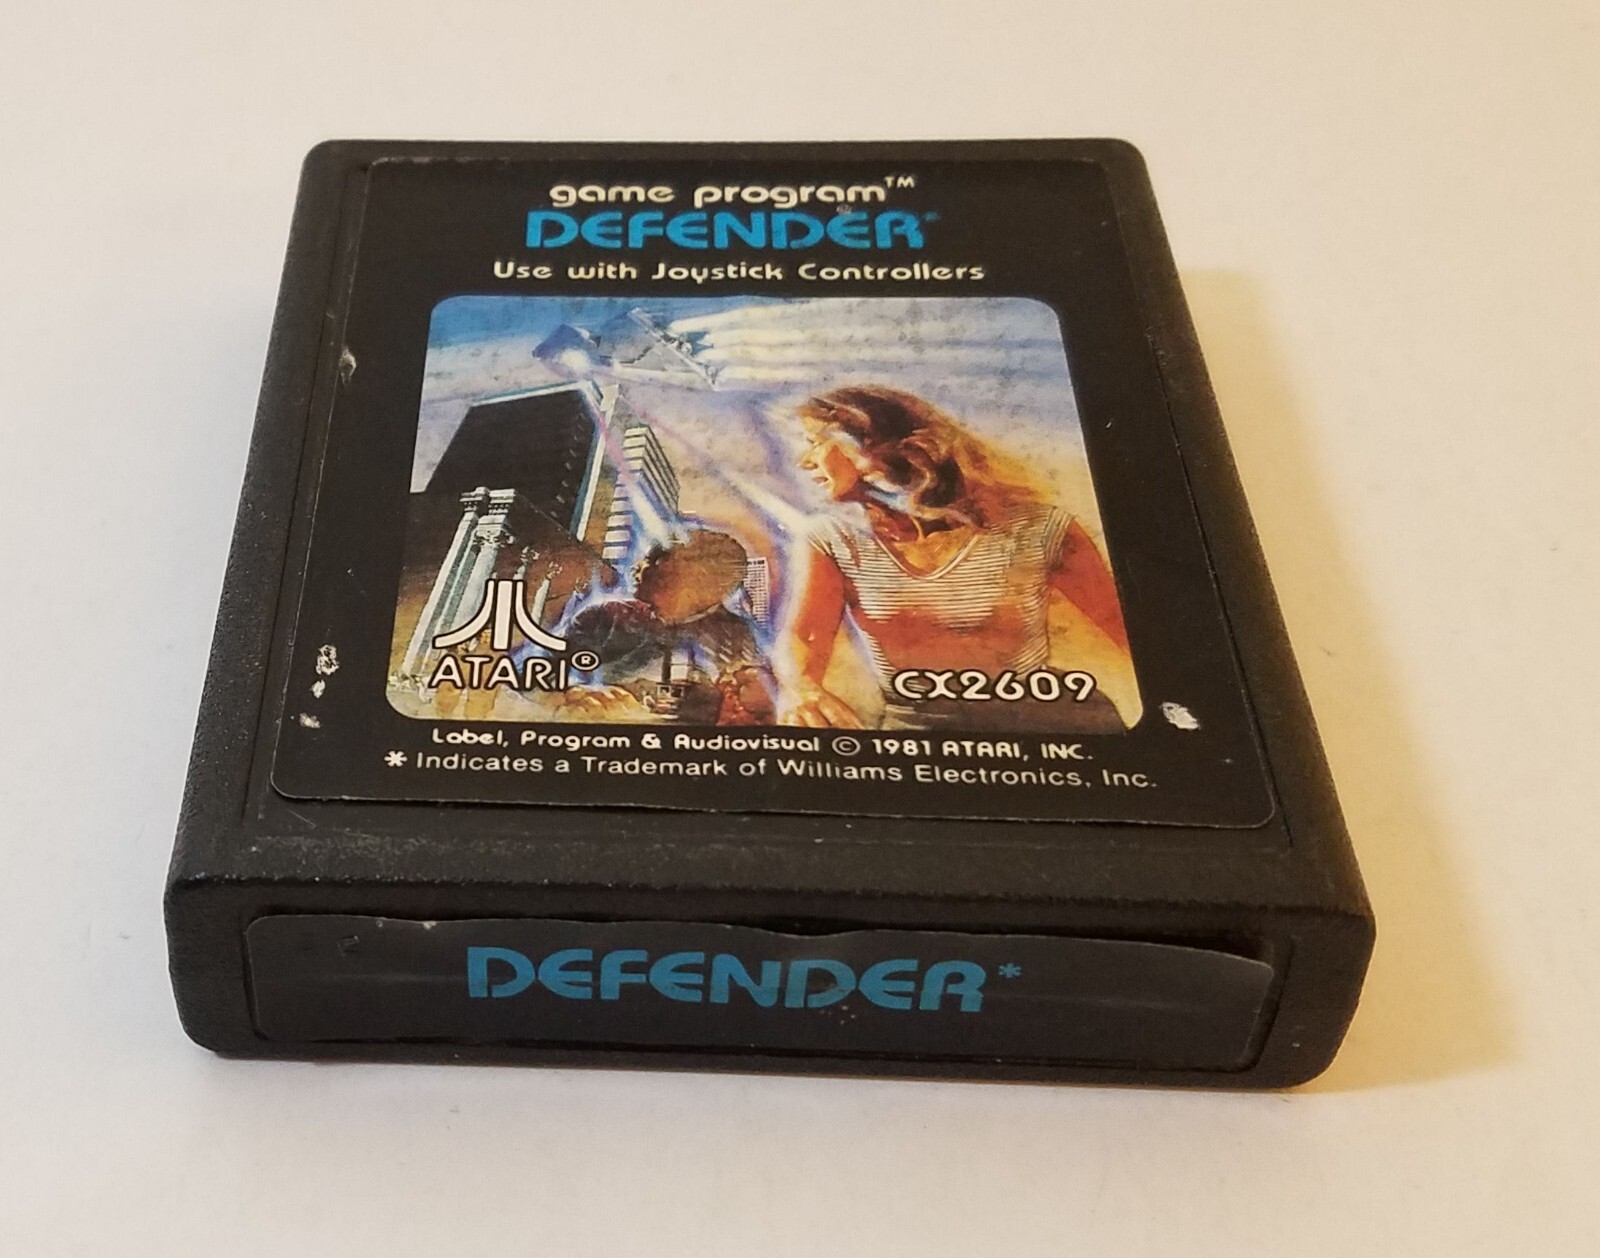 game program™
DEFENDER*
Use with Joystick Controllers
ATARI®
CX2609
Label, Program & Audiovisual © 1981 ATARI, INC.
* Indicates a Trademark of Williams Electronics, Inc.
DEFENDER*